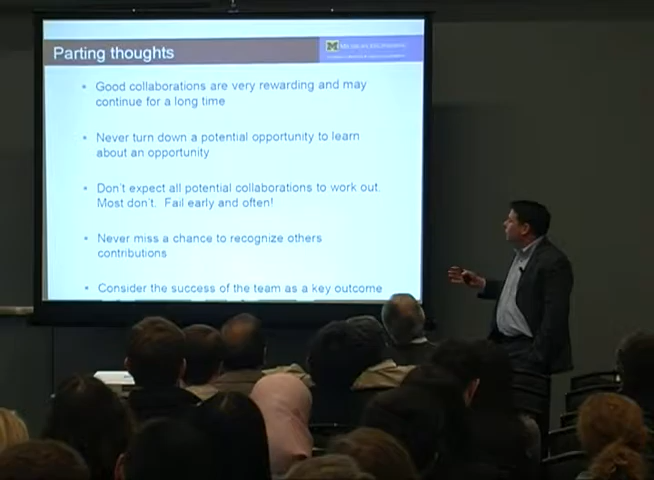 Parting thoughts
M
Good collaborations are very rewarding and may
continue for a long time
Never turn down a potential opportunity to learn
about an opportunity
Don't expect all potential collaborations to work out.
Most don't. Fail early and often!
Never miss a chance to recognize others
contributions
Consider the success of the team as a key outcome